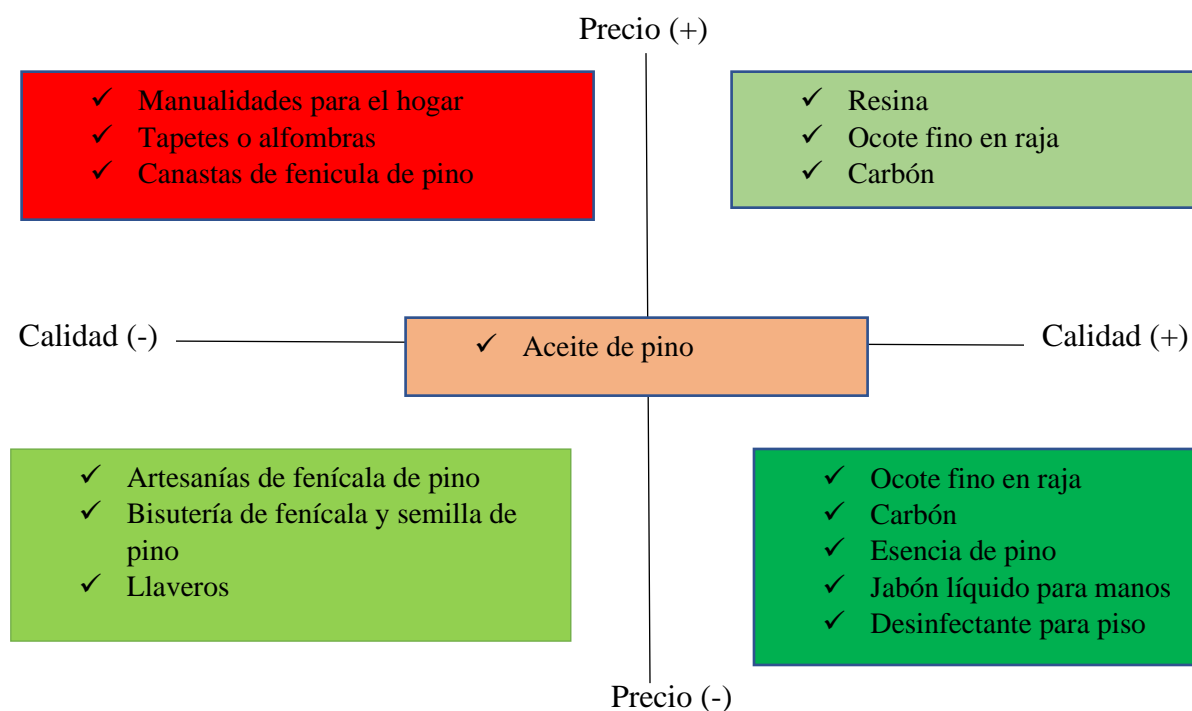 Precio (+)
✓ Manualidades para el hogar
✓ Tapetes o alfombras
✓ Canastas de fenicula de pino
✓ Resina
✓ Ocote fino en raja
✓ Carbón
Calidad (-)
✓ Aceite de pino
Calidad (+)
✓ Artesanías de fenícala de pino
✓ Bisutería de fenícala y semilla de
pino
✓ Llaveros
✓ Ocote fino en raja
✓ Carbón
✓ Esencia de pino
✓ Jabón líquido para manos
✓ Desinfectante para piso
Precio (-)